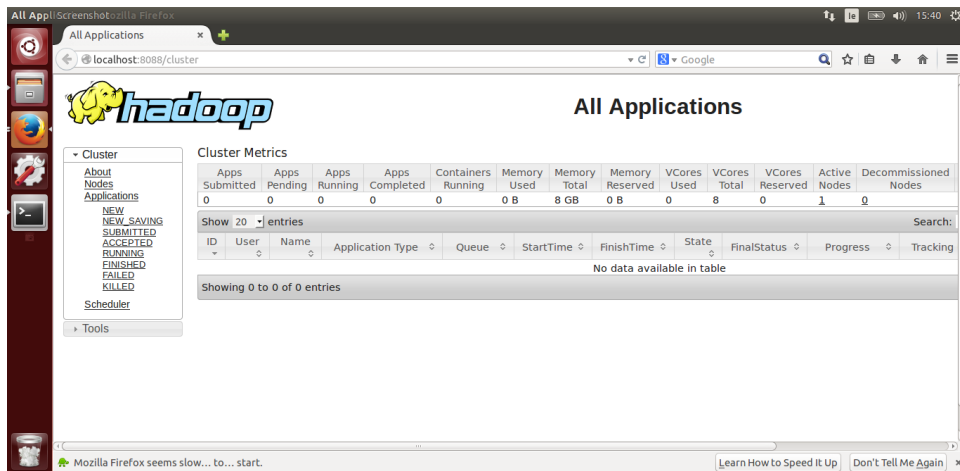 All Appli Screenshot ozilla Firefox
le
15:40
All Applications
localhost:8088/cluster
Google
hadoop
All Applications
Cluster
About
Nodes
Applications
NEW
NEW_SAVING
SUBMITTED
ACCEPTED
RUNNING
FINISHED
FAILED
KILLED
Scheduler
Tools
Cluster Metrics
Apps Submitted Apps Pending Apps Running Apps Completed Containers Running Memory Used Memory Total Memory Reserved VCores Used VCores Total VCores Reserved Active Nodes Decommissioned Nodes
0 0 0 0 0 0 B 8 GB 0 B 0 8 0 1 0
Show 20 entries Search:
ID User Name Application Type Queue StartTime FinishTime State FinalStatus Progress Tracking
No data available in table
Showing 0 to 0 of 0 entries
Mozilla Firefox seems slow... to... start.
Learn How to Speed It Up Don't Tell Me Again